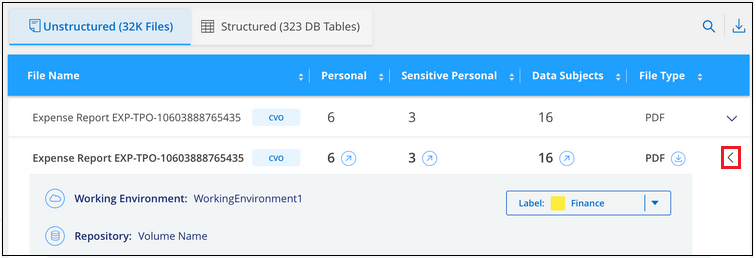 Unstructured (32K Files) Structured (323 DB Tables)
File Name Personal Sensitive Personal Data Subjects File Type
Expense Report EXP-TPO-10603888765435 CVO 6 3 16 PDF
Expense Report EXP-TPO-10603888765435 CVO 6 3 16 PDF
Working Environment: WorkingEnvironment1 Label: Finance
Repository: Volume Name